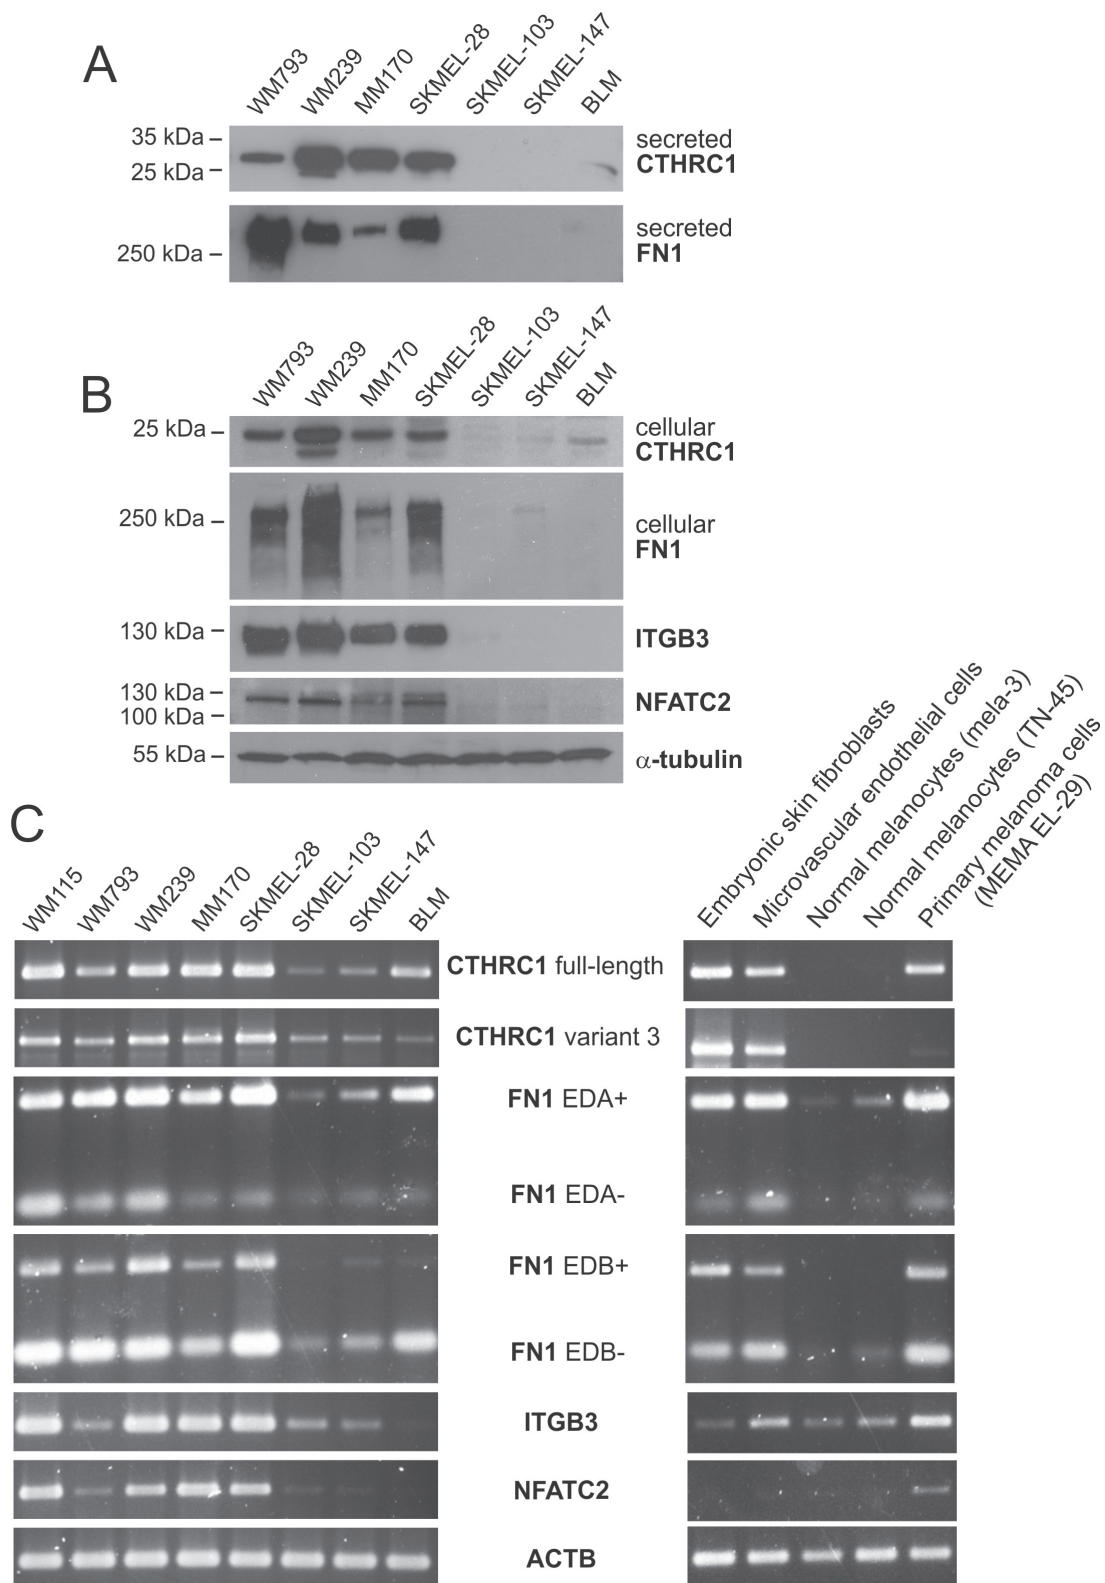 A
WM793
WM239
MM170
SKMEL-28
SKMEL-103
SKMEL-147
BLM
35 kDa
25 kDa
secreted
CTHRC1
250 kDa
secreted
FN1
B
WM793
WM239
MM170
SKMEL-28
SKMEL-103
SKMEL-147
BLM
25 kDa
cellular
CTHRC1
250 kDa
cellular
FN1
130 kDa
ITGB3
130 kDa
100 kDa
NFATC2
55 kDa
α-tubulin
C
WM115
WM793
WM239
MM170
SKMEL-28
SKMEL-103
SKMEL-147
BLM
Embryonic skin fibroblasts
Microvascular endothelial cells
Normal melanocytes (mela-3)
Normal melanocytes (TN-45)
Primary melanoma cells
(MEMA EL-29)
CTHRC1 full-length
CTHRC1 variant 3
FN1 EDA+
FN1 EDA-
FN1 EDB+
FN1 EDB-
ITGB3
NFATC2
ACTB